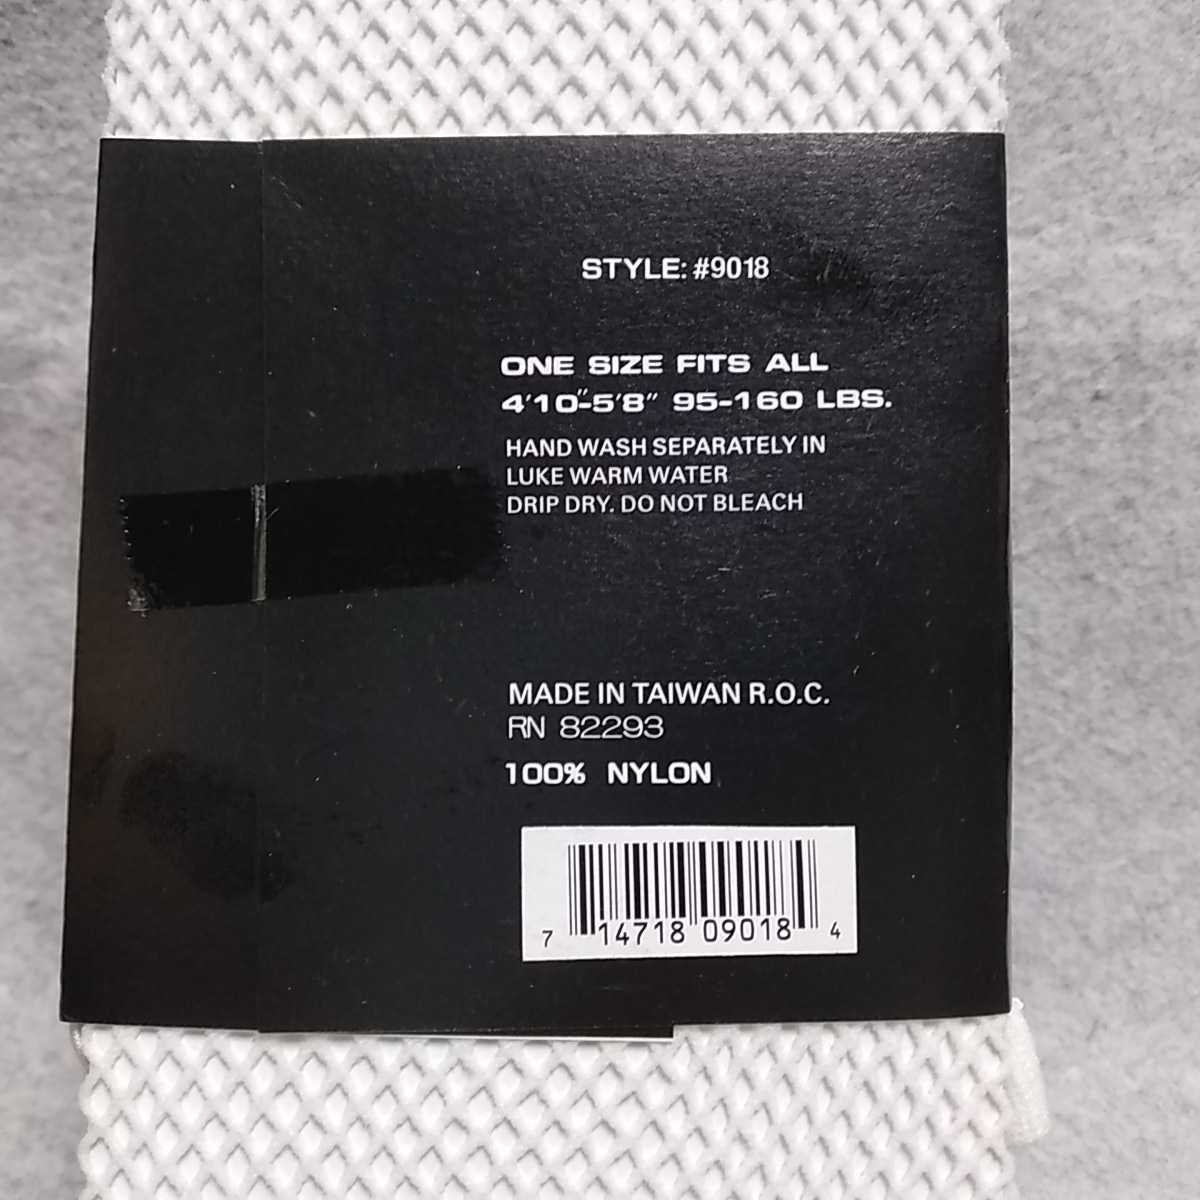 STYLE: #9018
ONE SIZE FITS ALL
4'10"-5'8" 95-160 LBS.
HAND WASH SEPARATELY IN
LUKE WARM WATER
DRIP DRY. DO NOT BLEACH
MADE IN TAIWAN R.O.C.
RN 82293
100% NYLON
7 14718 09018 4